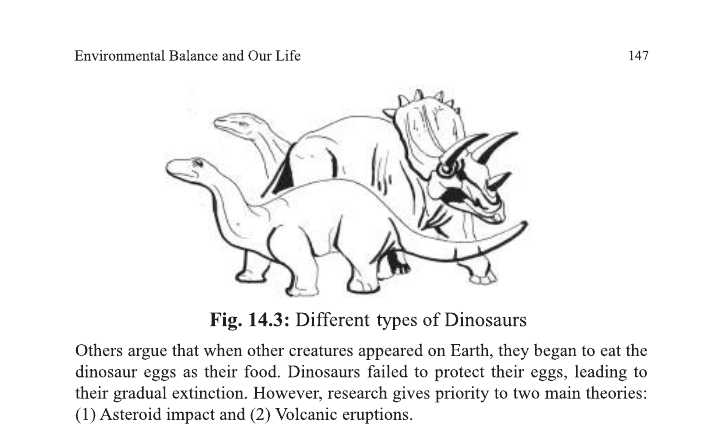 Environmental Balance and Our Life 147
Fig. 14.3: Different types of Dinosaurs
Others argue that when other creatures appeared on Earth, they began to eat the
dinosaur eggs as their food. Dinosaurs failed to protect their eggs, leading to
their gradual extinction. However, research gives priority to two main theories:
(1) Asteroid impact and (2) Volcanic eruptions.